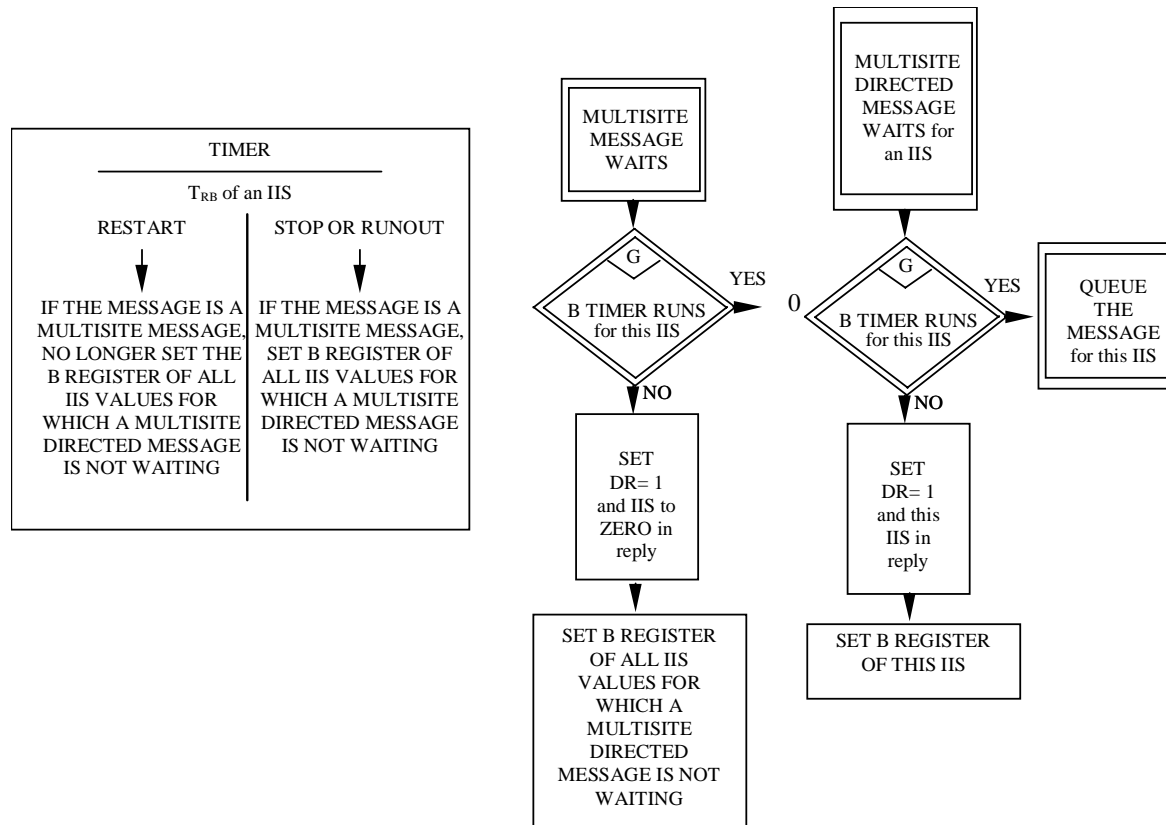 TIMER
T_RB of an IIS
RESTART
IF THE MESSAGE IS A
MULTISITE MESSAGE,
NO LONGER SET THE
B REGISTER OF ALL
IIS VALUES FOR
WHICH A MULTISITE
DIRECTED MESSAGE
IS NOT WAITING
STOP OR RUNOUT
IF THE MESSAGE IS A
MULTISITE MESSAGE,
SET B REGISTER OF
ALL IIS VALUES FOR
WHICH A MULTISITE
DIRECTED MESSAGE
IS NOT WAITING
MULTISITE
MESSAGE
WAITS
G
B TIMER RUNS
for this IIS
YES
0
NO
SET
DR= 1
and IIS to
ZERO in
reply
SET B REGISTER
OF ALL IIS
VALUES FOR
WHICH A
MULTISITE
DIRECTED
MESSAGE IS NOT
WAITING
MULTISITE
DIRECTED
MESSAGE
WAITS for
an IIS
G
B TIMER RUNS
for this IIS
YES
QUEUE
THE
MESSAGE
for this IIS
NO
SET
DR= 1
and this
IIS in
reply
SET B REGISTER
OF THIS IIS